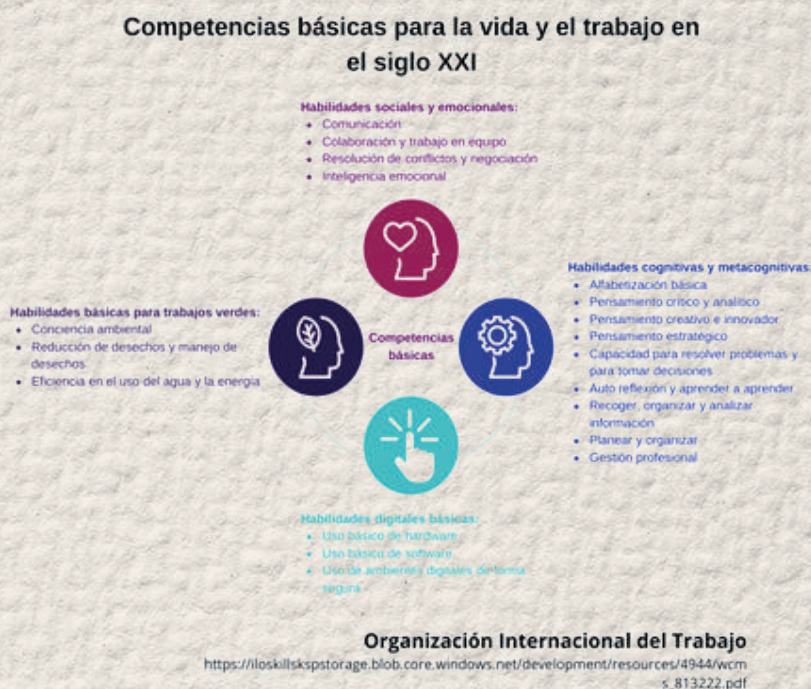 Competencias básicas para la vida y el trabajo en
el siglo XXI
Habilidades sociales y emocionales:
• Comunicación
• Colaboración y trabajo en equipo
• Resolución de conflictos y negociación
• Inteligencia emocional
Habilidades cognitivas y metacognitivas
• Alfabetización básica
• Pensamiento crítico y analítico
• Pensamiento creativo e innovador
• Pensamiento estratégico
• Capacidad para resolver problemas y
para tomar decisiones
• Auto reflexión y aprender a aprender
• Recoger, organizar y analizar
información
• Planear y organizar
• Gestión profesional
Habilidades básicas para trabajos verdes:
• Conciencia ambiental
• Reducción de desechos y manejo de
desechos
• Eficiencia en el uso del agua y la energía
Competencias
básicas
Habilidades digitales básicas:
• Uso básico de hardware
• Uso básico de software
• Uso de ambientes digitales de forma
segura
Organización Internacional del Trabajo
https://iloskillskspstorage.blob.core.windows.net/development/resources/4944/wcm
s_813222.pdf